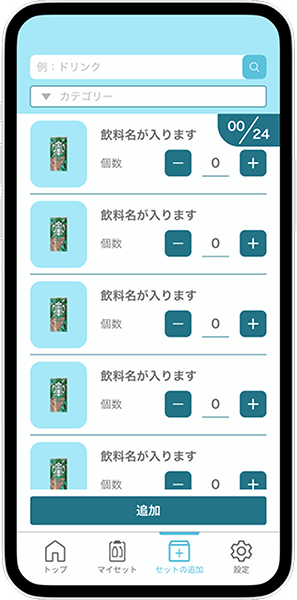 例：ドリンク
▼ カテゴリー
00/24
飲料名が入ります
個数 − 0 +
飲料名が入ります
個数 − 0 +
飲料名が入ります
個数 − 0 +
飲料名が入ります
個数 − 0 +
飲料名が入ります
個数 − 0 +
追加
トップ マイセット セットの追加 設定